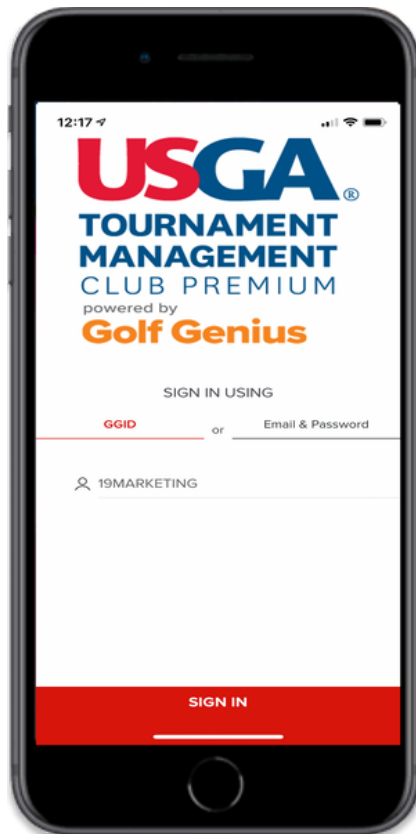 12:17
USGA®
TOURNAMENT
MANAGEMENT
CLUB PREMIUM
powered by
Golf Genius
SIGN IN USING
GGID or Email & Password
19MARKETING
SIGN IN